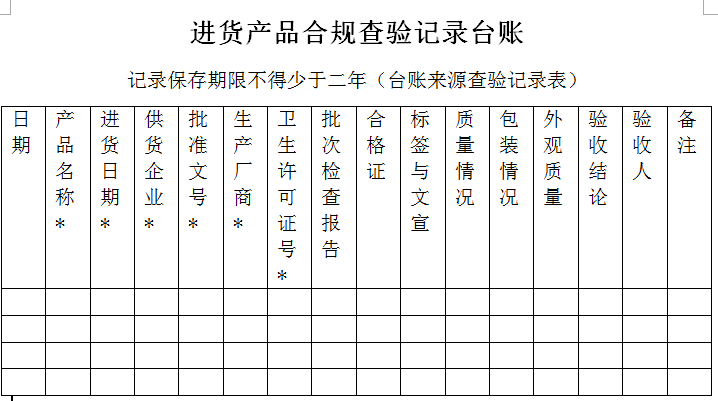 进货产品合规查验记录台账
记录保存期限不得少于二年（台账来源查验记录表）
日期
产品名称*
进货日期*
供货企业*
批准文号*
生产厂商*
卫生许可证号*
批次检查报告
合格证
标签与文宣
质量情况
包装情况
外观质量
验收结论
验收人
备注